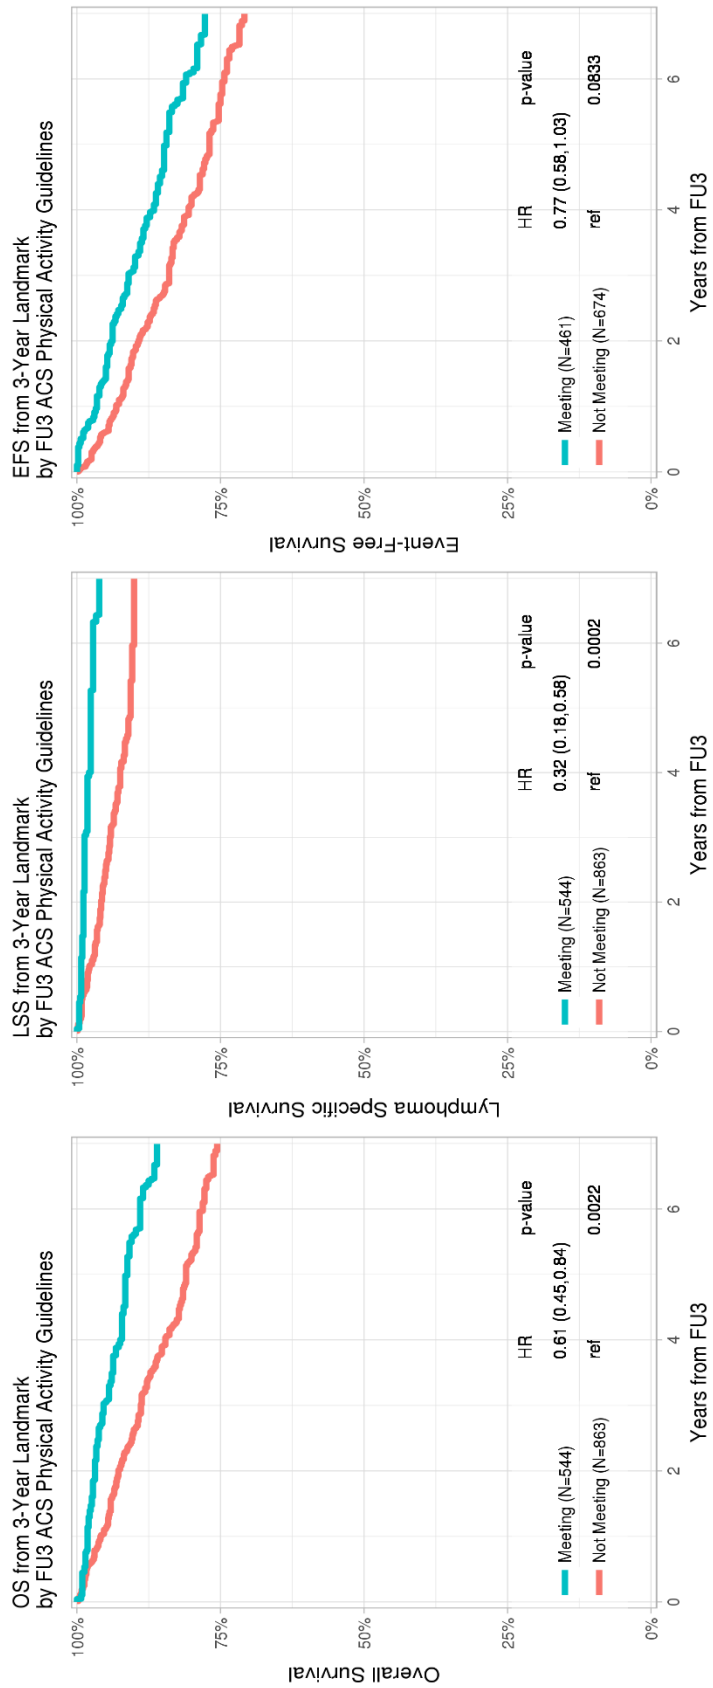 OS from 3-Year Landmark
by FU3 ACS Physical Activity Guidelines
Overall Survival
100%
75%
50%
25%
0%
HR
p-value
0.61 (0.45,0.84)
Meeting (N=544)
ref
0.0022
Not Meeting (N=863)
0
2
4
6
Years from FU3
LSS from 3-Year Landmark
by FU3 ACS Physical Activity Guidelines
Lymphoma Specific Survival
100%
75%
50%
25%
0%
HR
p-value
0.32 (0.18,0.58)
Meeting (N=544)
ref
0.0002
Not Meeting (N=863)
0
2
4
6
Years from FU3
EFS from 3-Year Landmark
by FU3 ACS Physical Activity Guidelines
Event-Free Survival
100%
75%
50%
25%
0%
HR
p-value
0.77 (0.58,1.03)
Meeting (N=461)
ref
0.0833
Not Meeting (N=674)
0
2
4
6
Years from FU3